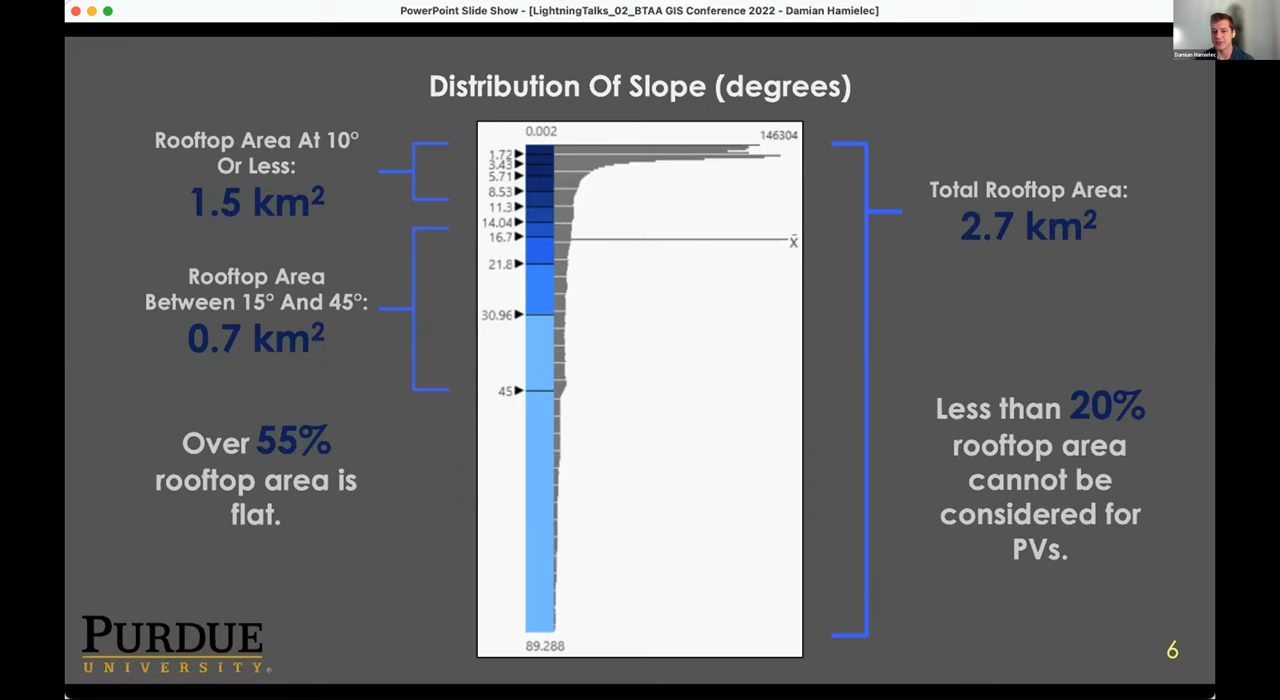 PowerPoint Slide Show - [LightningTalks_02_BTAA GIS Conference 2022 - Damian Hamielec]
Damian Hamielec
Distribution Of Slope (degrees)
Rooftop Area At 10°
Or Less:
1.5 km²
Rooftop Area
Between 15° And 45°:
0.7 km²
Over 55%
rooftop area is
flat.
0.002
146304
1.72
3.43
5.71
8.53
11.3
14.04
16.7
x̄
21.8
30.96
45
89.288
Total Rooftop Area:
2.7 km²
Less than 20%
rooftop area
cannot be
considered for
PVs.
PURDUE
UNIVERSITY®
6